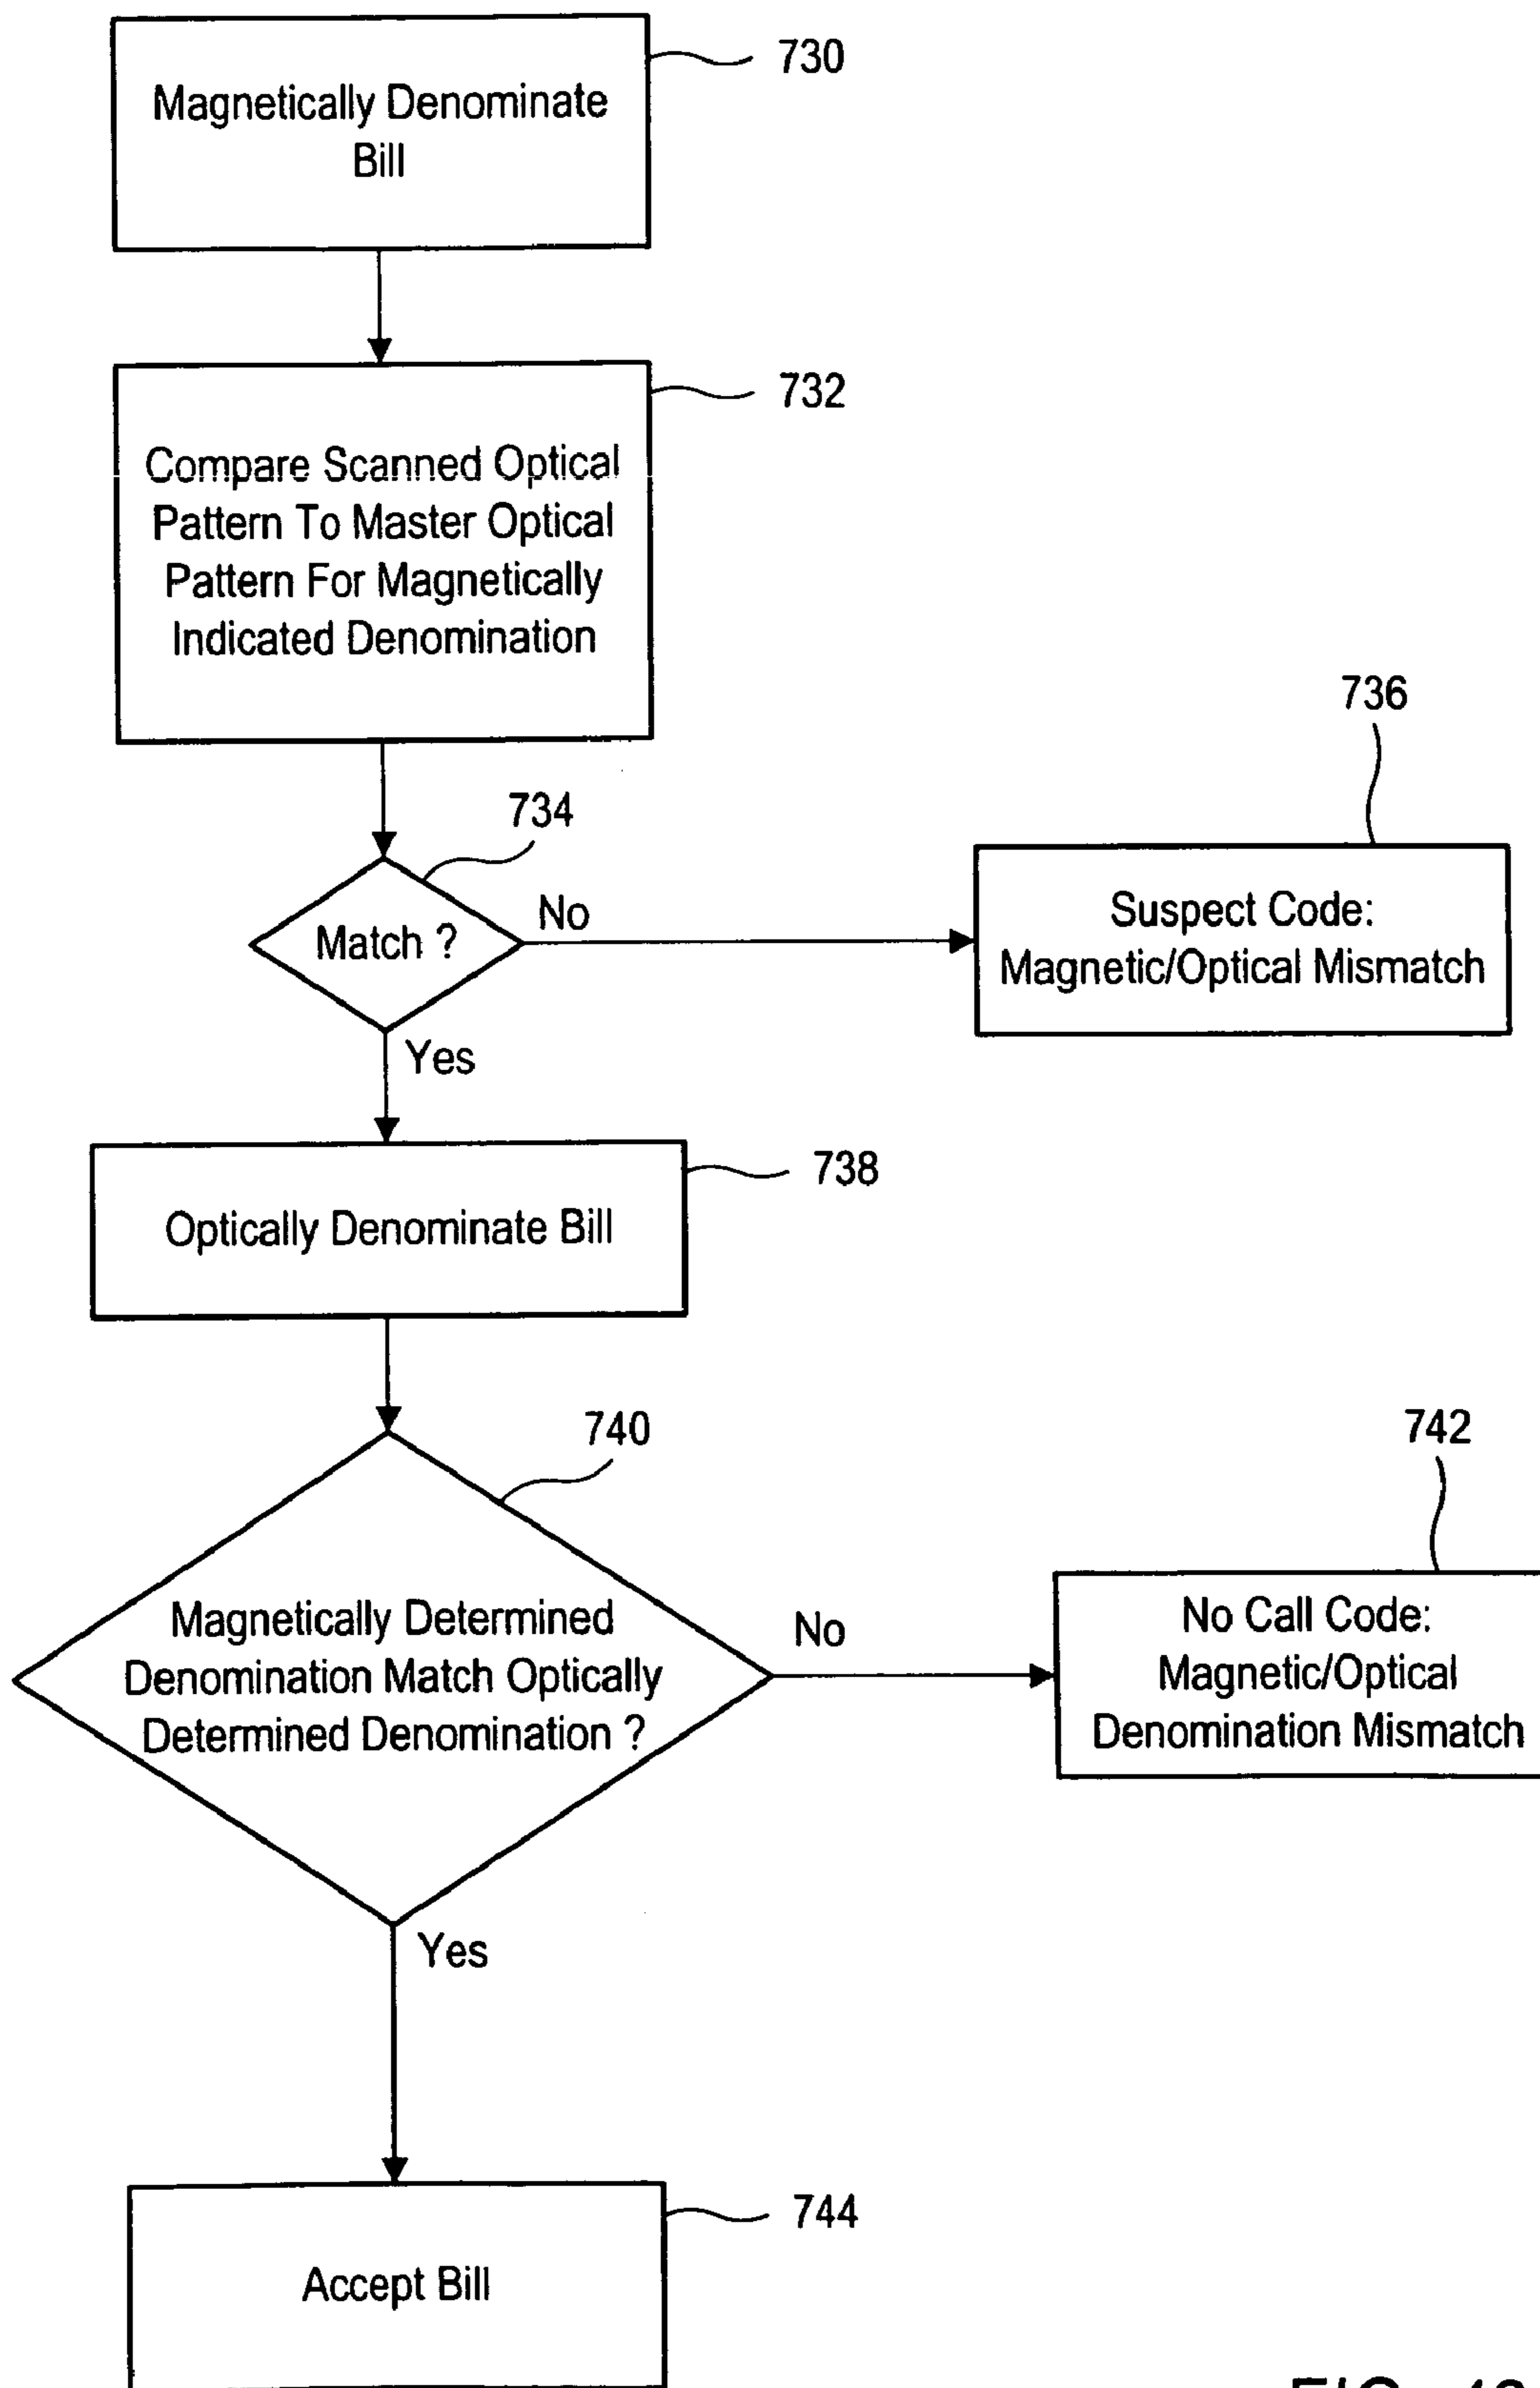 730
Magnetically Denominate
Bill
732
Compare Scanned Optical
Pattern To Master Optical
Pattern For Magnetically
Indicated Denomination
736
734
Match ?
No
Suspect Code:
Magnetic/Optical Mismatch
Yes
738
Optically Denominate Bill
740
742
Magnetically Determined
Denomination Match Optically
Determined Denomination ?
No
No Call Code:
Magnetic/Optical
Denomination Mismatch
Yes
744
Accept Bill